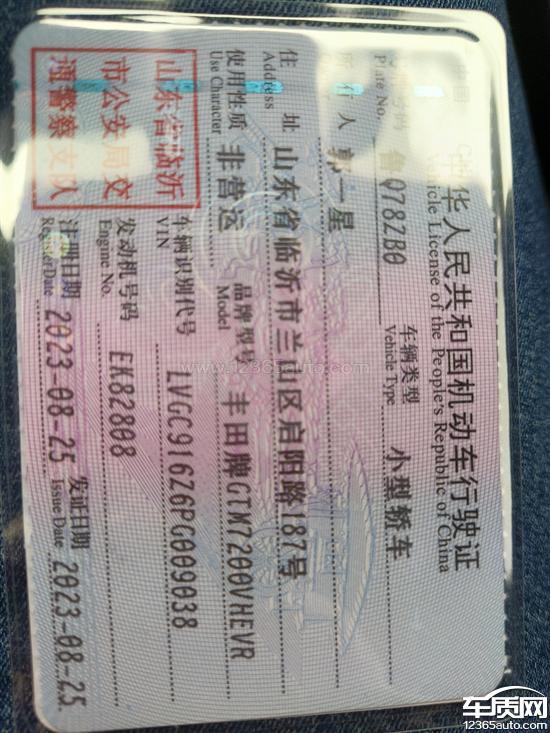 中华人民共和国机动车行驶证
Vehicle License of the People's Republic of China
Plate No.
鲁Q78ZB0
车辆类型
Vehicle Type
小型轿车
所有人
郭一星
住 址
Address
山东省临沂市兰山区启阳路187号
使用性质
Use Character
非营运
品牌型号
Model
丰田牌GTM7200VHEVR
山东省临沂
市公安局交
通警察支队
车辆识别代号
VIN
LVGC916Z6PG009038
发动机号码
Engine No.
EK82808
注册日期
Register Date
2023-08-25
发证日期
Issue Date
2023-08-25
www.12365auto.com
车质网
12365auto.com